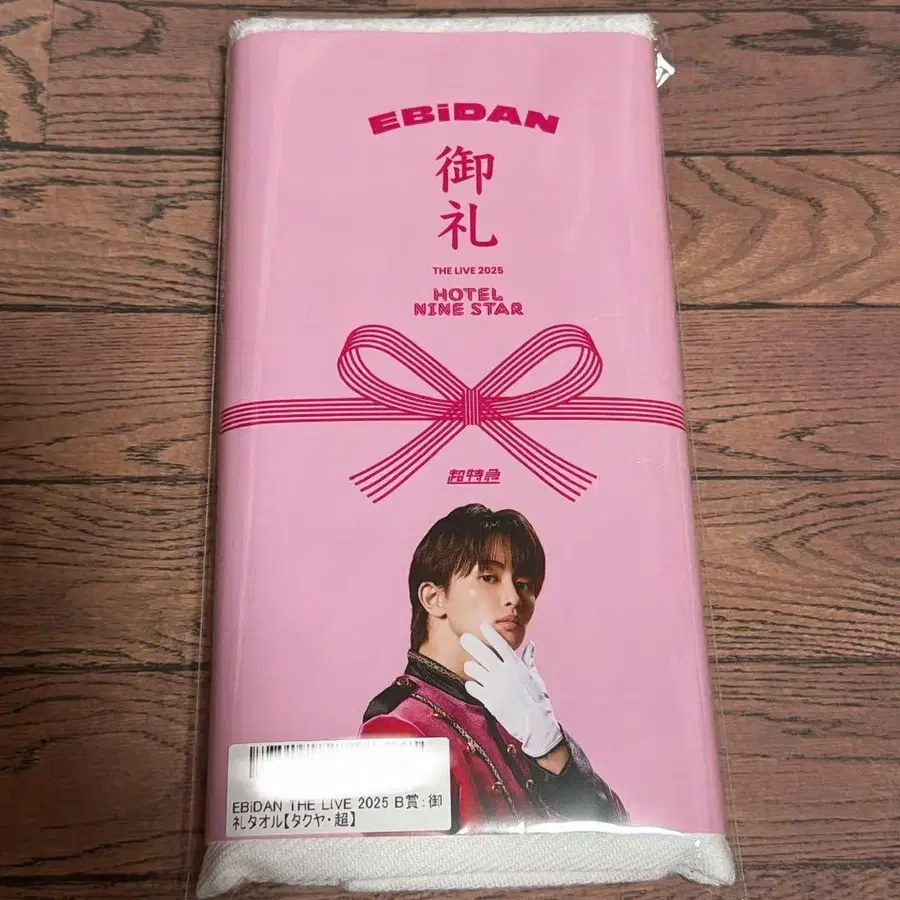 EBiDAN
御
礼
THE LIVE 2025
HOTEL
NINE STAR
超特急
EBiDAN THE LIVE 2025 B賞:御
礼タオル【タクヤ・超】